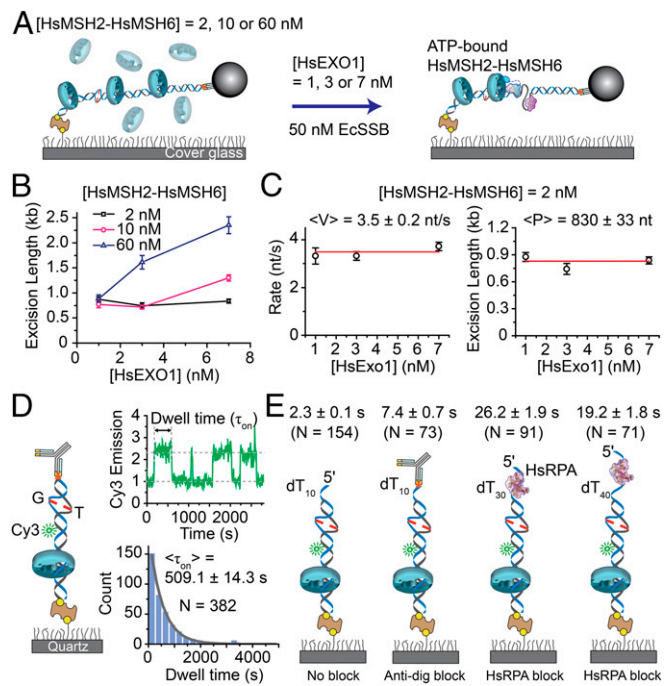 A
[HsMSH2-HsMSH6] = 2, 10 or 60 nM
[HsEXO1]
= 1, 3 or 7 nM
50 nM EcSSB
ATP-bound
HsMSH2-HsMSH6
Cover glass
B
[HsMSH2-HsMSH6]
2 nM
10 nM
60 nM
Excision Length (kb)
2.5
2.0
1.5
1.0
0.5
0 2 4 6 8
[HsEXO1] (nM)
C
[HsMSH2-HsMSH6] = 2 nM
<V> = 3.5 ± 0.2 nt/s
Rate (nt/s)
4
2
0
1 2 3 4 5 6 7
[HsExo1] (nM)
<P> = 830 ± 33 nt
Excision Length (kb)
1.2
0.9
0.6
0.3
0.0
1 2 3 4 5 6 7
[HsExo1] (nM)
D
G
T
Cy3
Quartz
Dwell time (τon)
Cy3 Emission
3
2
1
0
0 1000 2000
Time (s)
<τon> =
509.1 ± 14.3 s
N = 382
Count
150
100
50
0
0 2000 4000
Dwell time (s)
E
2.3 ± 0.1 s
(N = 154)
7.4 ± 0.7 s
(N = 73)
26.2 ± 1.9 s
(N = 91)
19.2 ± 1.8 s
(N = 71)
5'
dT10
dT10
5'
HsRPA
dT30
5'
dT40
No block
Anti-dig block
HsRPA block
HsRPA block